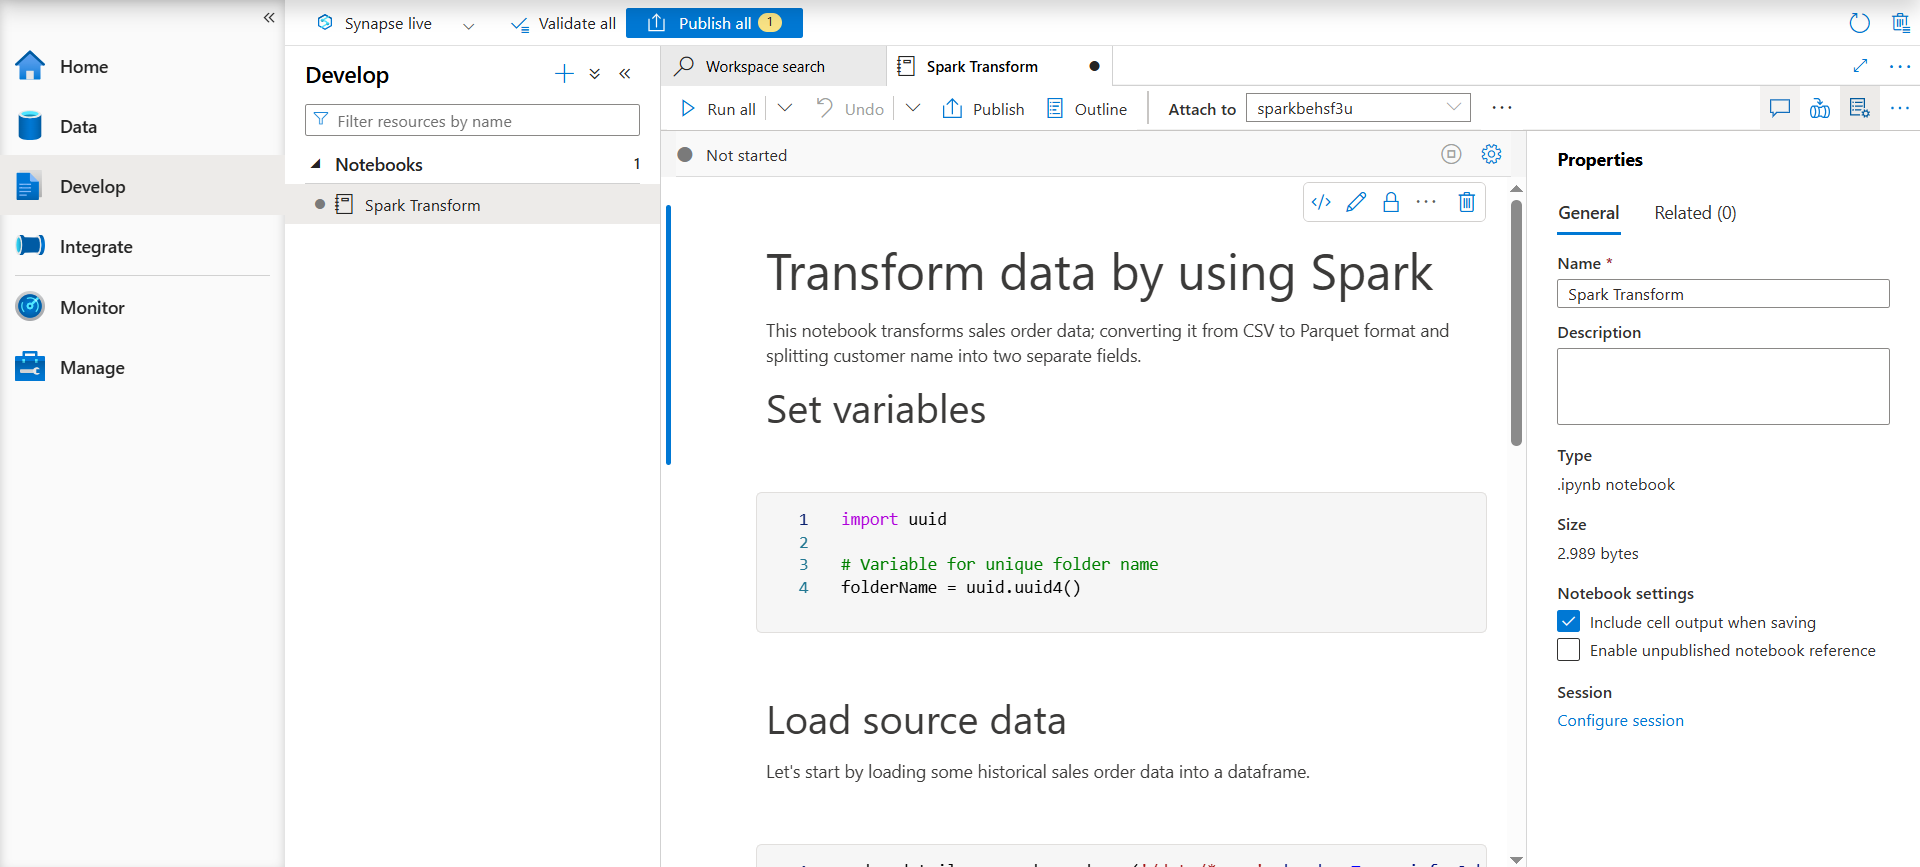 Synapse live
Validate all
Publish all 1
Home
Data
Develop
Integrate
Monitor
Manage
Develop
Filter resources by name
Notebooks 1
Spark Transform
Workspace search
Spark Transform
Run all
Undo
Publish
Outline
Attach to
sparkbehsf3u
Not started
Transform data by using Spark
This notebook transforms sales order data; converting it from CSV to Parquet format and
splitting customer name into two separate fields.
Set variables
1 import uuid
2
3 # Variable for unique folder name
4 folderName = uuid.uuid4()
Load source data
Let's start by loading some historical sales order data into a dataframe.
Properties
General
Related (0)
Name *
Spark Transform
Description
Type
.ipynb notebook
Size
2.989 bytes
Notebook settings
Include cell output when saving
Enable unpublished notebook reference
Session
Configure session